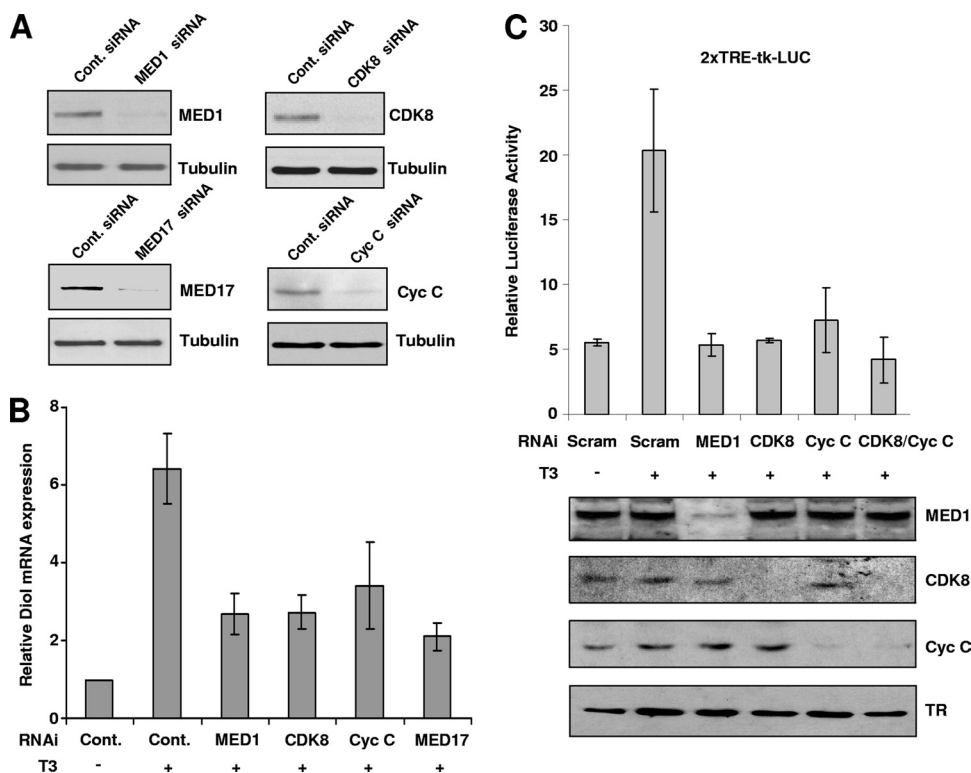 A
Cont. siRNA
MED1 siRNA
MED1
Tubulin
Cont. siRNA
CDK8 siRNA
CDK8
Tubulin
Cont. siRNA
MED17 siRNA
MED17
Tubulin
Cont. siRNA
Cyc C siRNA
Cyc C
Tubulin
B
Relative DioI mRNA expression
8
6
4
2
0
RNAi Cont. Cont. MED1 CDK8 Cyc C MED17
T3 - + + + + +
C
2xTRE-tk-LUC
Relative Luciferase Activity
30
25
20
15
10
5
0
RNAi Scram Scram MED1 CDK8 Cyc C CDK8/Cyc C
T3 - + + + + +
MED1
CDK8
Cyc C
TR